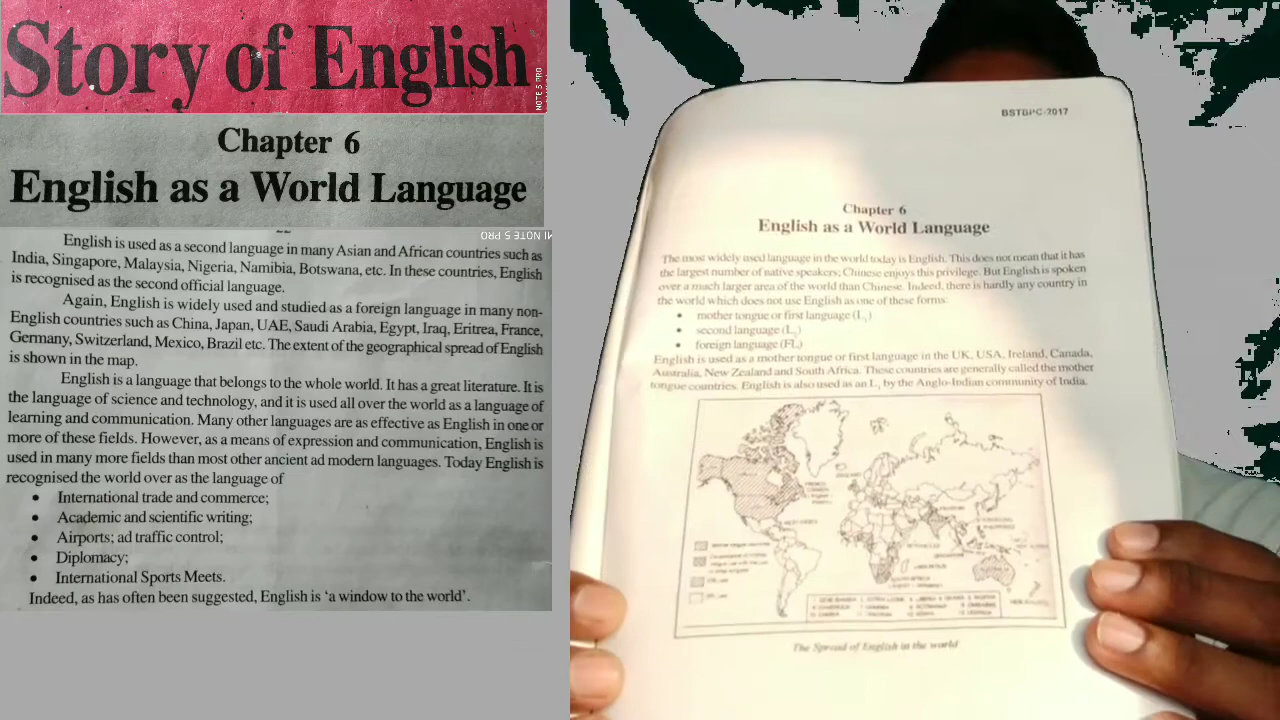 Story of English
NOTE 5 PRO
Chapter 6
English as a World Language
MI NOTE 5 PRO
English is used as a second language in many Asian and African countries such as
India, Singapore, Malaysia, Nigeria, Namibia, Botswana, etc. In these countries, English
is recognised as the second official language.
Again, English is widely used and studied as a foreign language in many non-
English countries such as China, Japan, UAE, Saudi Arabia, Egypt, Iraq, Eritrea, France,
Germany, Switzerland, Mexico, Brazil etc. The extent of the geographical spread of English
is shown in the map.
English is a language that belongs to the whole world. It has a great literature. It is
the language of science and technology, and it is used all over the world as a language of
learning and communication. Many other languages are as effective as English in one or
more of these fields. However, as a means of expression and communication, English is
used in many more fields than most other ancient ad modern languages. Today English is
recognised the world over as the language of
• International trade and commerce;
• Academic and scientific writing;
• Airports; ad traffic control;
• Diplomacy;
• International Sports Meets.
Indeed, as has often been suggested, English is ‘a window to the world’.
BSTBPC-2017
Chapter 6
English as a World Language
The most widely used language in the world today is English. This does not mean that it has
the largest number of native speakers; Chinese enjoys this privilege. But English is spoken
over a much larger area of the world than Chinese. Indeed, there is hardly any country in
the world which does not use English as one of these forms:
• mother tongue or first language (L₁)
• second language (L₂)
• foreign language (FL)
English is used as a mother tongue or first language in the UK, USA, Ireland, Canada,
Australia, New Zealand and South Africa. These countries are generally called the mother
tongue countries. English is also used as an L₁ by the Anglo-Indian community of India.
The Spread of English in the world